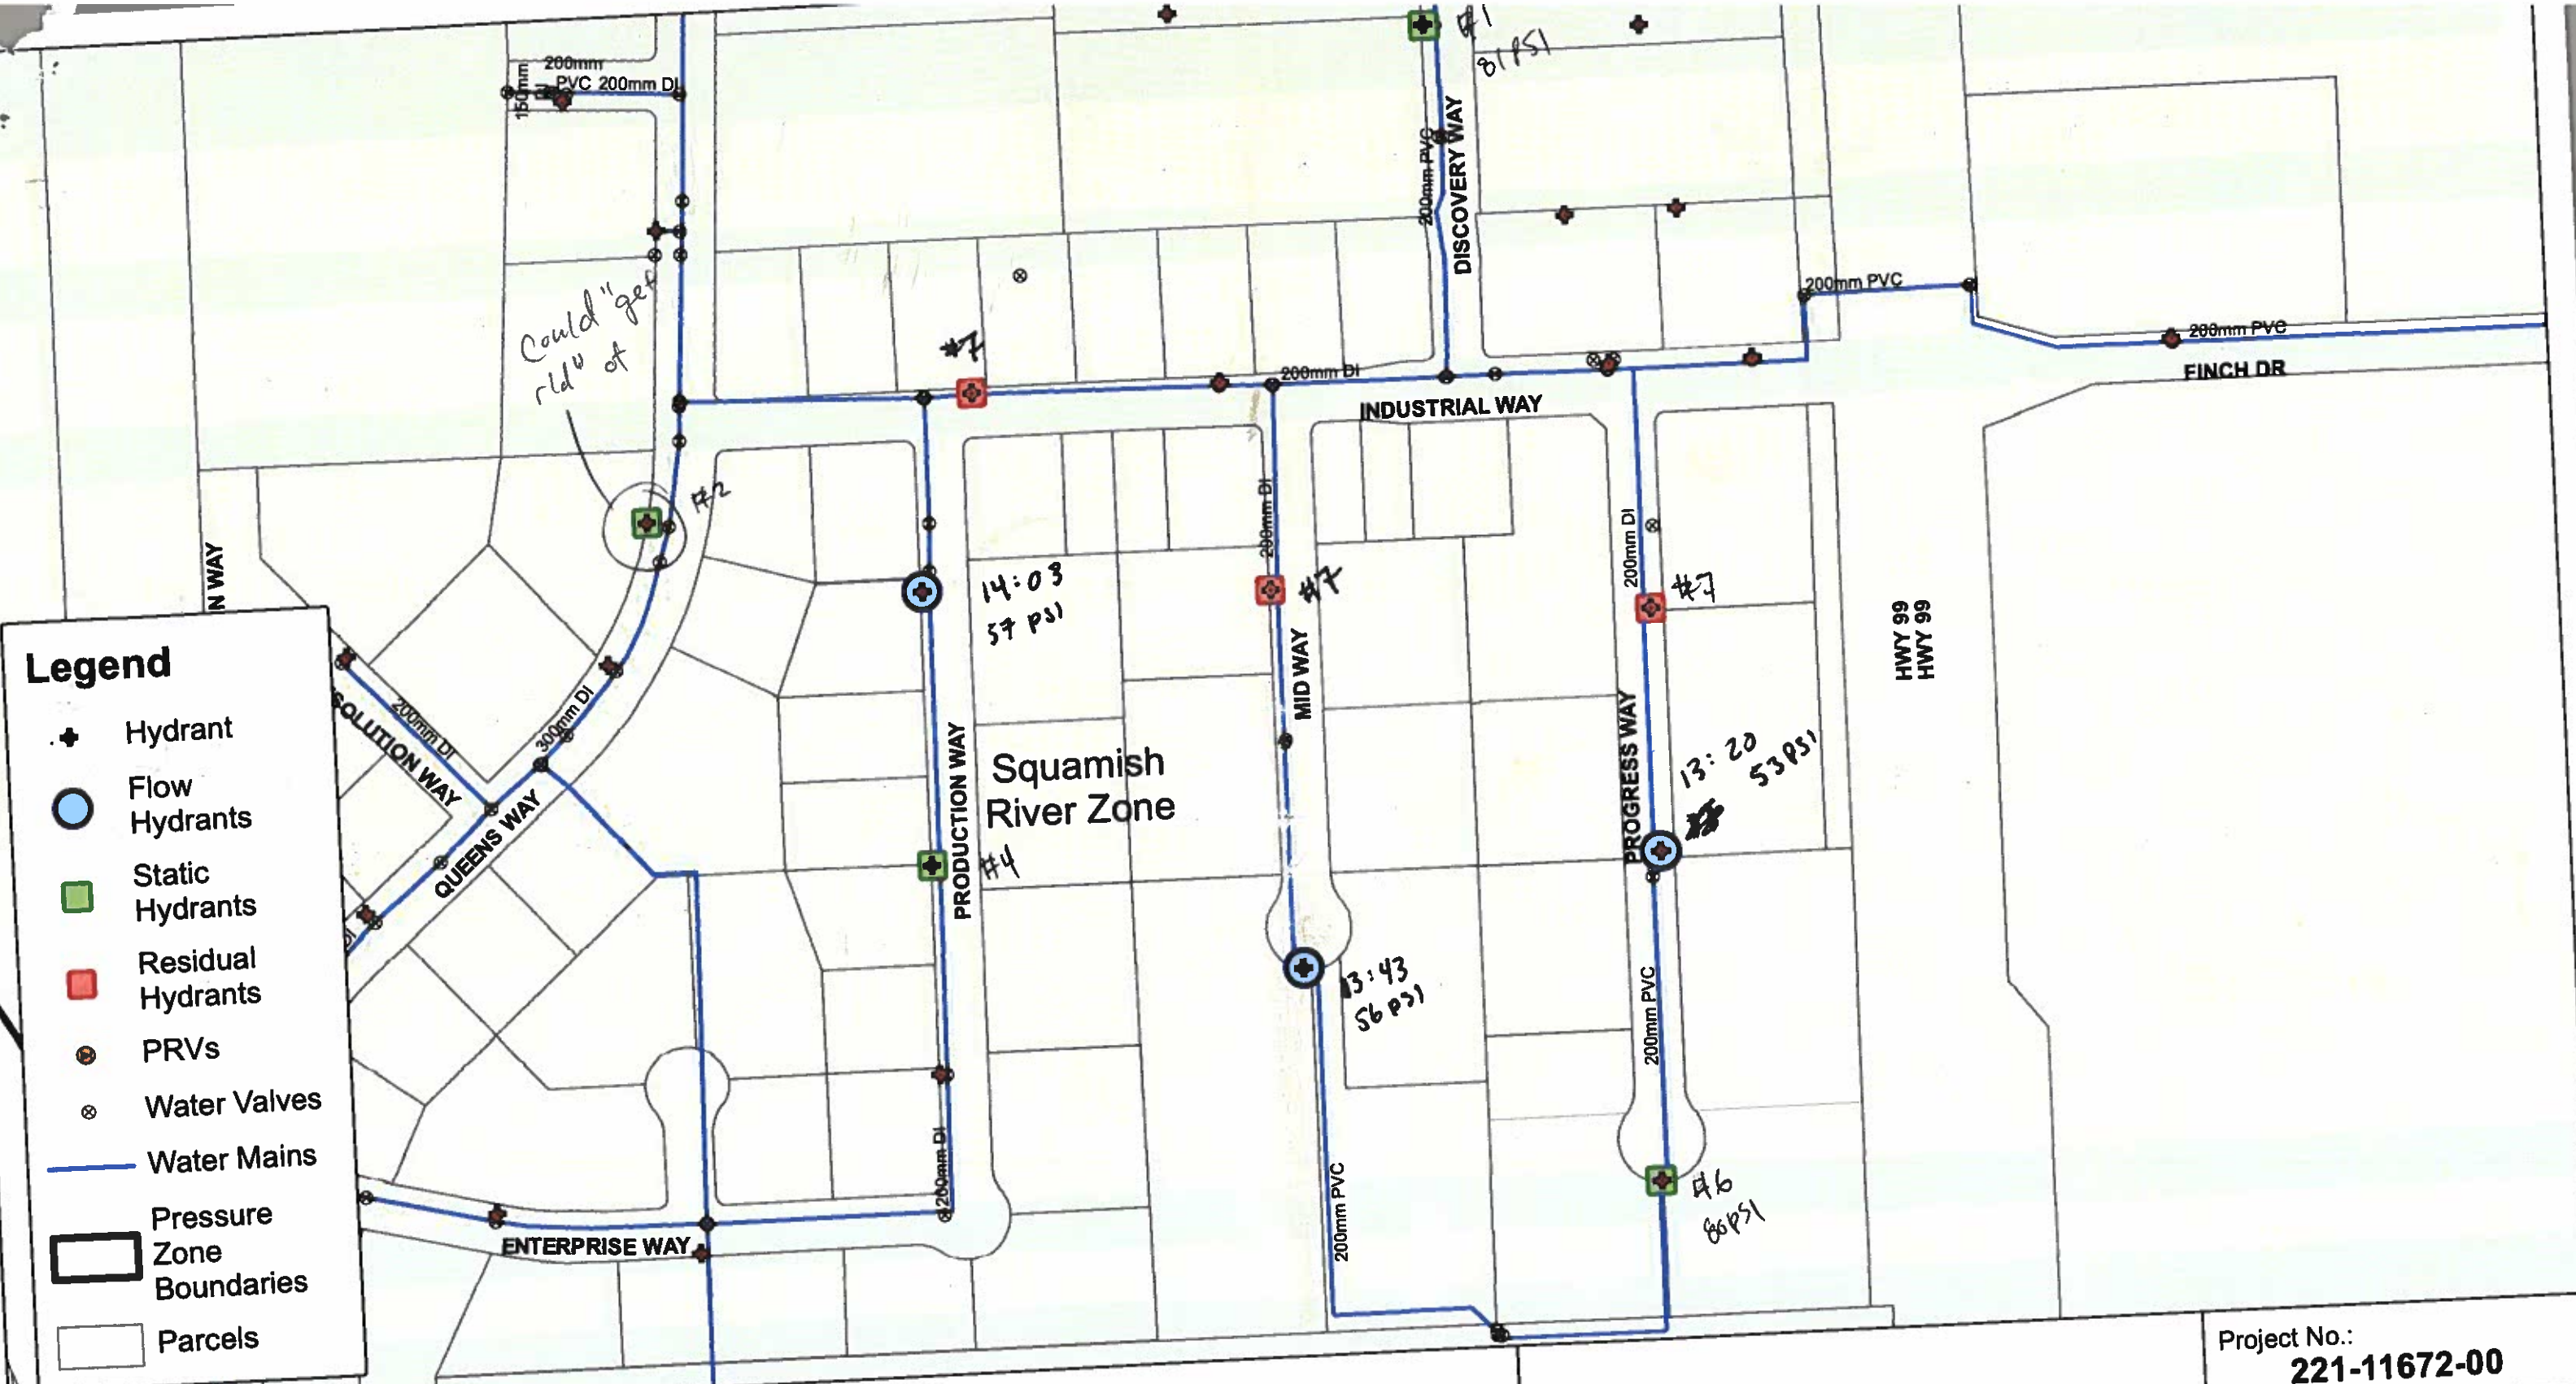 #1
81 PSI
200mm
PVC 200mm DI
150mm
DI
200mm PVC
DISCOVERY WAY
Could "get
rid" of
#7
200mm DI
INDUSTRIAL WAY
200mm PVC
200mm PVC
FINCH DR
#2
N WAY
14:03
57 PSI
200mm DI
#7
MID WAY
200mm DI
#7
HWY 99
HWY 99
SOLUTION WAY
200mm DI
300mm DI
QUEENS WAY
DI
PRODUCTION WAY
Squamish
River Zone
#4
PROGRESS WAY
13:20
53 PSI
13:43
56 PSI
200mm PVC
200mm DI
200mm PVC
#6
80 PSI
ENTERPRISE WAY
Legend
Hydrant
Flow
Hydrants
Static
Hydrants
Residual
Hydrants
PRVs
Water Valves
Water Mains
Pressure
Zone
Boundaries
Parcels
Project No.:
221-11672-00